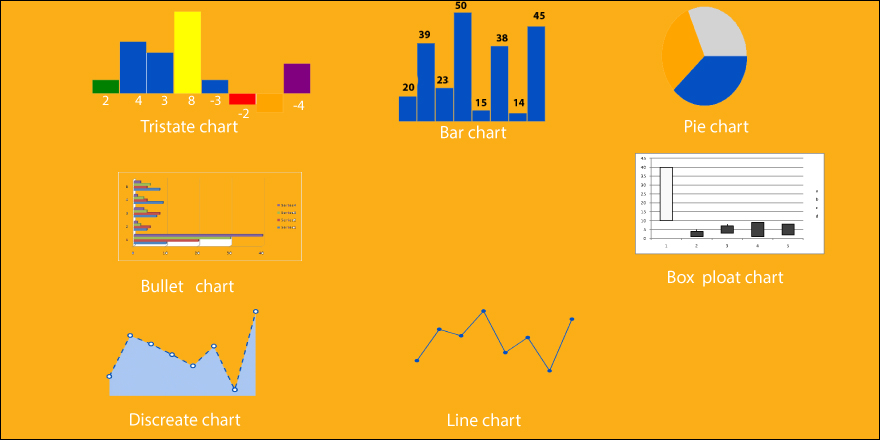 50
45
39
38
23
20
15
14
2 4 3 8 -3
-2
-4
Tristate chart
Bar chart
Pie chart
45
40
35
30
25
20
15
10
5
0
1 2 3 4 5
Bullet chart
Box ploat chart
Discreate chart
Line chart